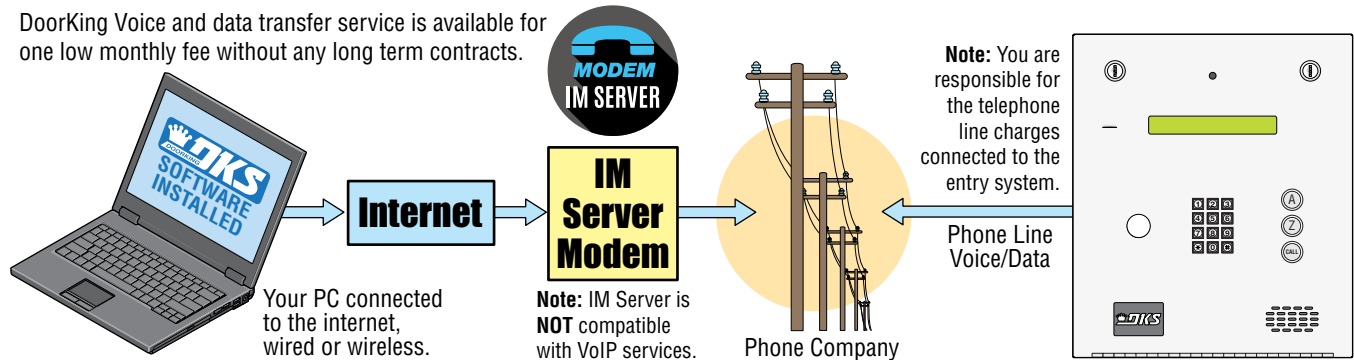 DoorKing Voice and data transfer service is available for
one low monthly fee without any long term contracts.
MODEM
IM SERVER
DOORKING
DKS
SOFTWARE
INSTALLED
Internet
IM
Server
Modem
Your PC connected
to the internet,
wired or wireless.
Note: IM Server is
NOT compatible
with VoIP services.
Phone Company
Note: You are
responsible for
the telephone
line charges
connected to the
entry system.
Phone Line
Voice/Data
1 2 3
4 5 6
7 8 9
* 0 #
A
Z
CALL
DKS